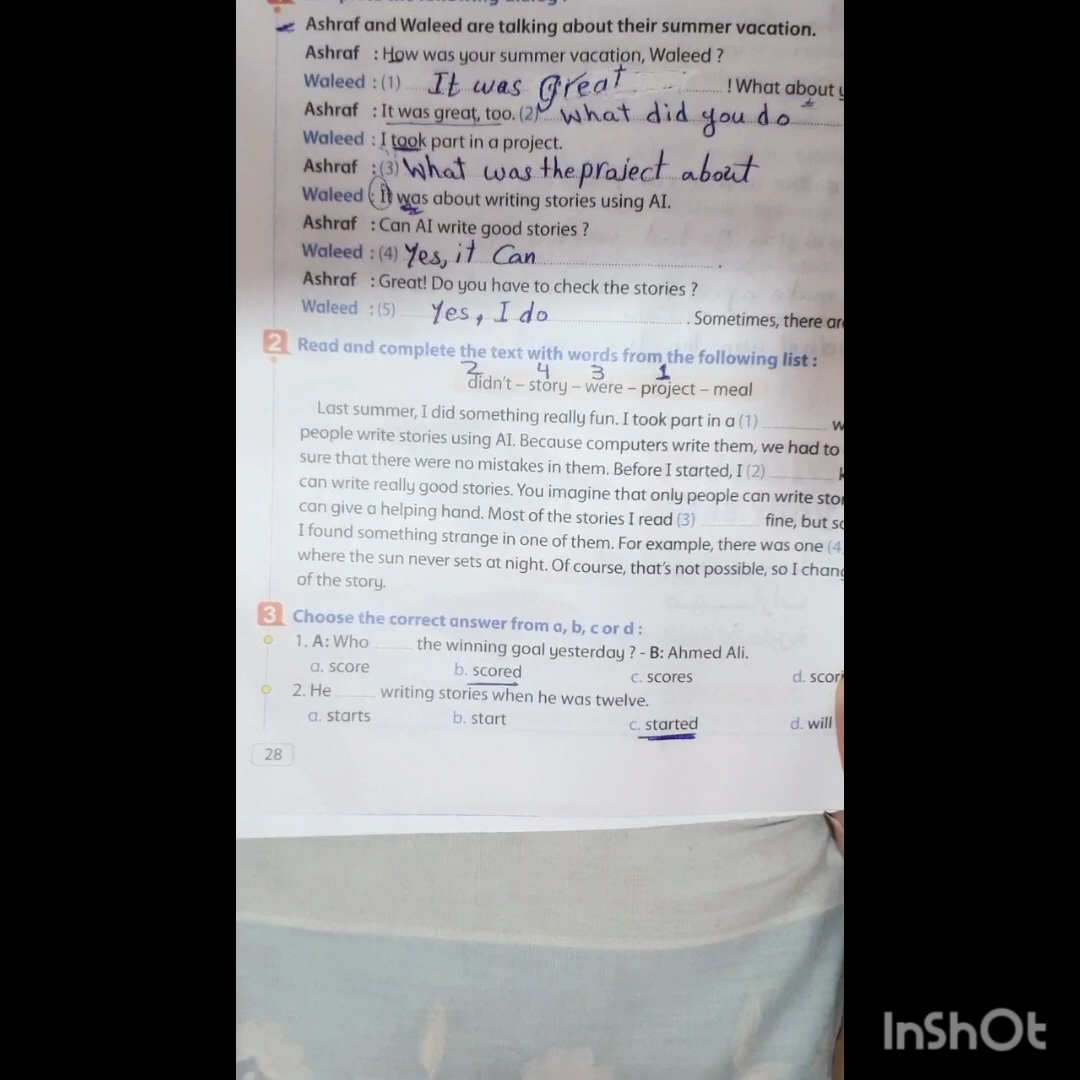 Ashraf and Waleed are talking about their summer vacation.
Ashraf : How was your summer vacation, Waleed ?
Waleed : (1) It was great ! What about y
Ashraf : It was great, too. (2) What did you do
Waleed : I took part in a project.
Ashraf : (3) What was the praject about
Waleed : It was about writing stories using AI.
Ashraf : Can AI write good stories ?
Waleed : (4) Yes, it Can .
Ashraf : Great! Do you have to check the stories ?
Waleed : (5) Yes, I do . Sometimes, there ar
2 Read and complete the text with words from the following list :
2 4 3 1
didn't – story – were – project – meal
Last summer, I did something really fun. I took part in a (1) w
people write stories using AI. Because computers write them, we had to
sure that there were no mistakes in them. Before I started, I (2)
can write really good stories. You imagine that only people can write sto
can give a helping hand. Most of the stories I read (3) fine, but so
I found something strange in one of them. For example, there was one (4
where the sun never sets at night. Of course, that's not possible, so I chang
of the story.
3 Choose the correct answer from a, b, c or d :
1. A: Who the winning goal yesterday ? - B: Ahmed Ali.
a. score b. scored c. scores d. scor
2. He writing stories when he was twelve.
a. starts b. start c. started d. will
28
InShOt